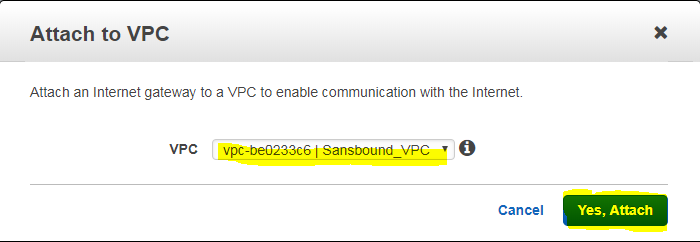 Attach to VPC
Attach an Internet gateway to a VPC to enable communication with the Internet.
VPC vpc-be0233c6 | Sansbound_VPC
Cancel Yes, Attach